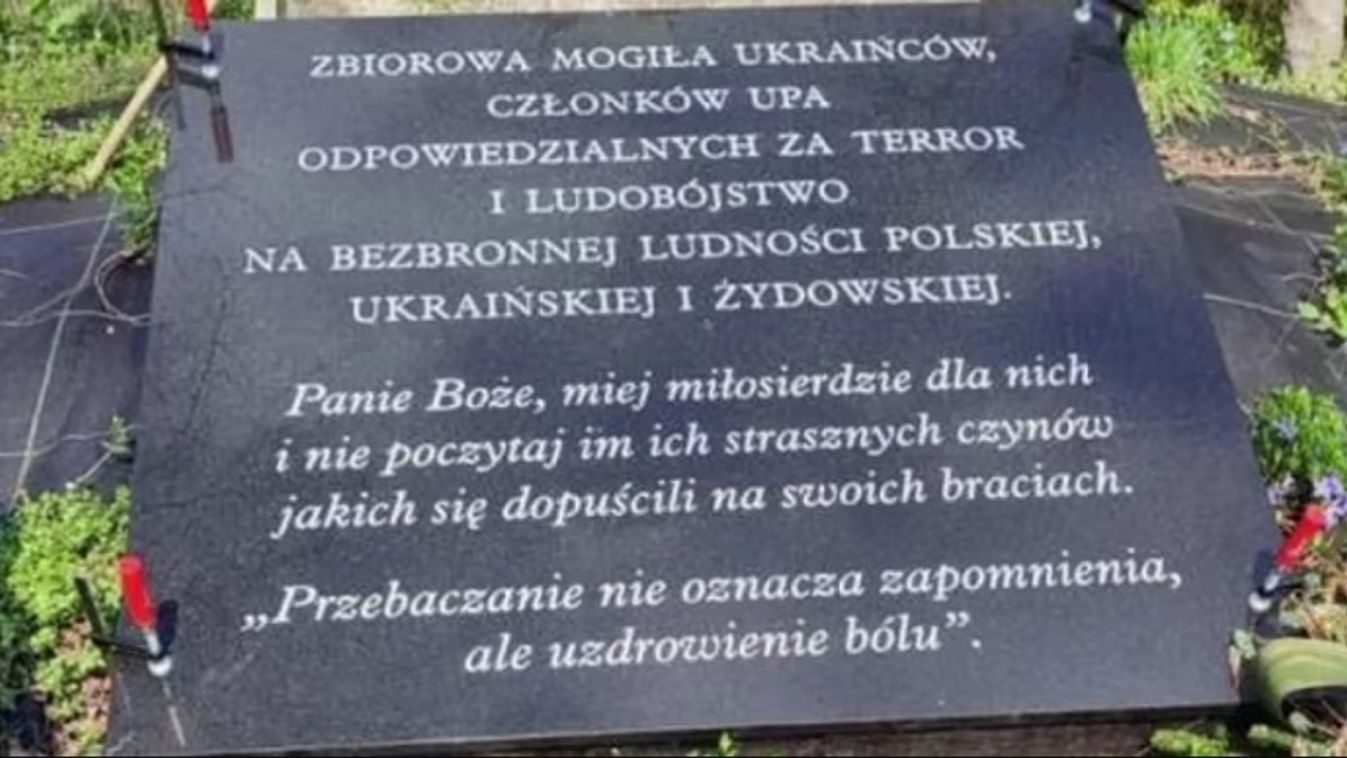 ZBIOROWA MOGIŁA UKRAIŃCÓW,
CZŁONKÓW UPA
ODPOWIEDZIALNYCH ZA TERROR
I LUDOBÓJSTWO
NA BEZBRONNEJ LUDNOŚCI POLSKIEJ,
UKRAIŃSKIEJ I ŻYDOWSKIEJ.
Panie Boże, miej miłosierdzie dla nich
i nie poczytaj im ich strasznych czynów
jakich się dopuścili na swoich braciach.
„Przebaczanie nie oznacza zapomnienia,
ale uzdrowienie bólu”.